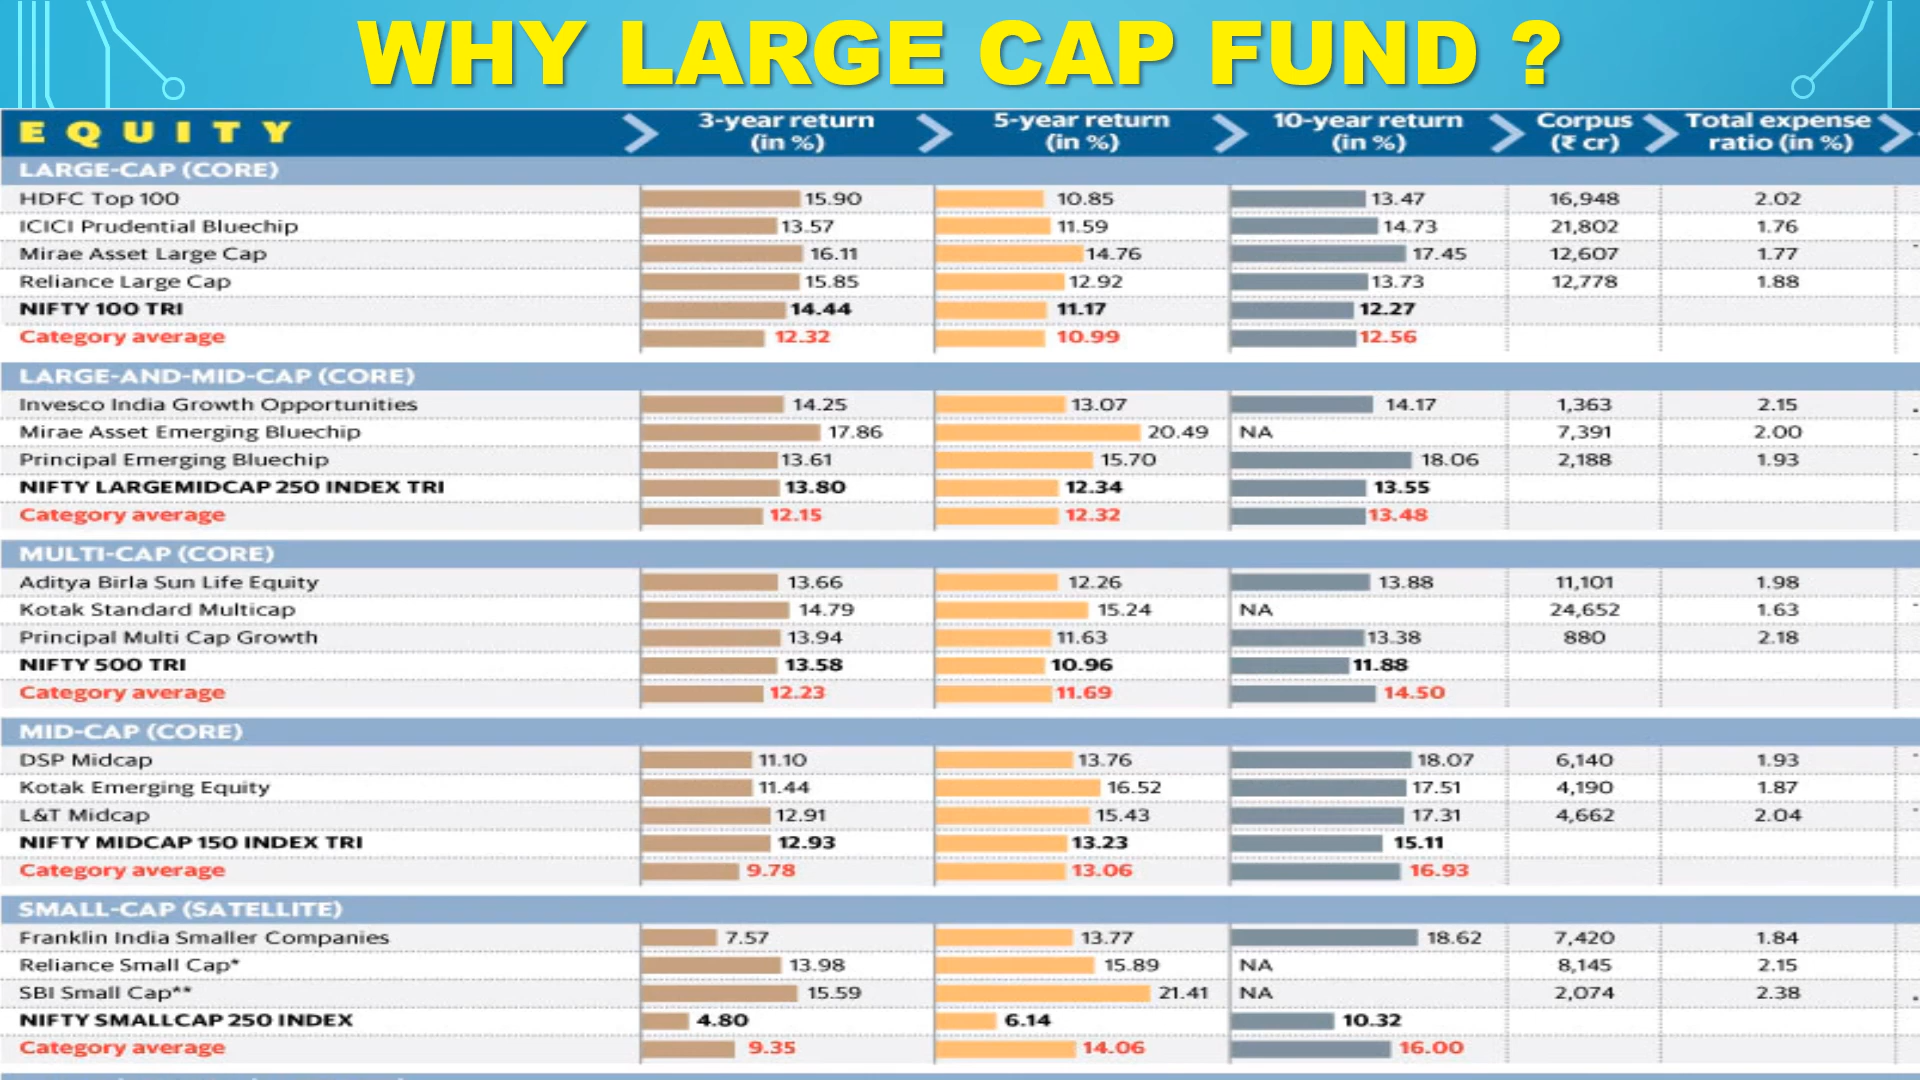 WHY LARGE CAP FUND ?
EQUITY 3-year return (in %) 5-year return (in %) 10-year return (in %) Corpus (₹ cr) Total expense ratio (in %)
LARGE-CAP (CORE)
HDFC Top 100 15.90 10.85 13.47 16,948 2.02
ICICI Prudential Bluechip 13.57 11.59 14.73 21,802 1.76
Mirae Asset Large Cap 16.11 14.76 17.45 12,607 1.77
Reliance Large Cap 15.85 12.92 13.73 12,778 1.88
NIFTY 100 TRI 14.44 11.17 12.27
Category average 12.32 10.99 12.56
LARGE-AND-MID-CAP (CORE)
Invesco India Growth Opportunities 14.25 13.07 14.17 1,363 2.15
Mirae Asset Emerging Bluechip 17.86 20.49 NA 7,391 2.00
Principal Emerging Bluechip 13.61 15.70 18.06 2,188 1.93
NIFTY LARGEMIDCAP 250 INDEX TRI 13.80 12.34 13.55
Category average 12.15 12.32 13.48
MULTI-CAP (CORE)
Aditya Birla Sun Life Equity 13.66 12.26 13.88 11,101 1.98
Kotak Standard Multicap 14.79 15.24 NA 24,652 1.63
Principal Multi Cap Growth 13.94 11.63 13.38 880 2.18
NIFTY 500 TRI 13.58 10.96 11.88
Category average 12.23 11.69 14.50
MID-CAP (CORE)
DSP Midcap 11.10 13.76 18.07 6,140 1.93
Kotak Emerging Equity 11.44 16.52 17.51 4,190 1.87
L&T Midcap 12.91 15.43 17.31 4,662 2.04
NIFTY MIDCAP 150 INDEX TRI 12.93 13.23 15.11
Category average 9.78 13.06 16.93
SMALL-CAP (SATELLITE)
Franklin India Smaller Companies 7.57 13.77 18.62 7,420 1.84
Reliance Small Cap* 13.98 15.89 NA 8,145 2.15
SBI Small Cap** 15.59 21.41 NA 2,074 2.38
NIFTY SMALLCAP 250 INDEX 4.80 6.14 10.32
Category average 9.35 14.06 16.00